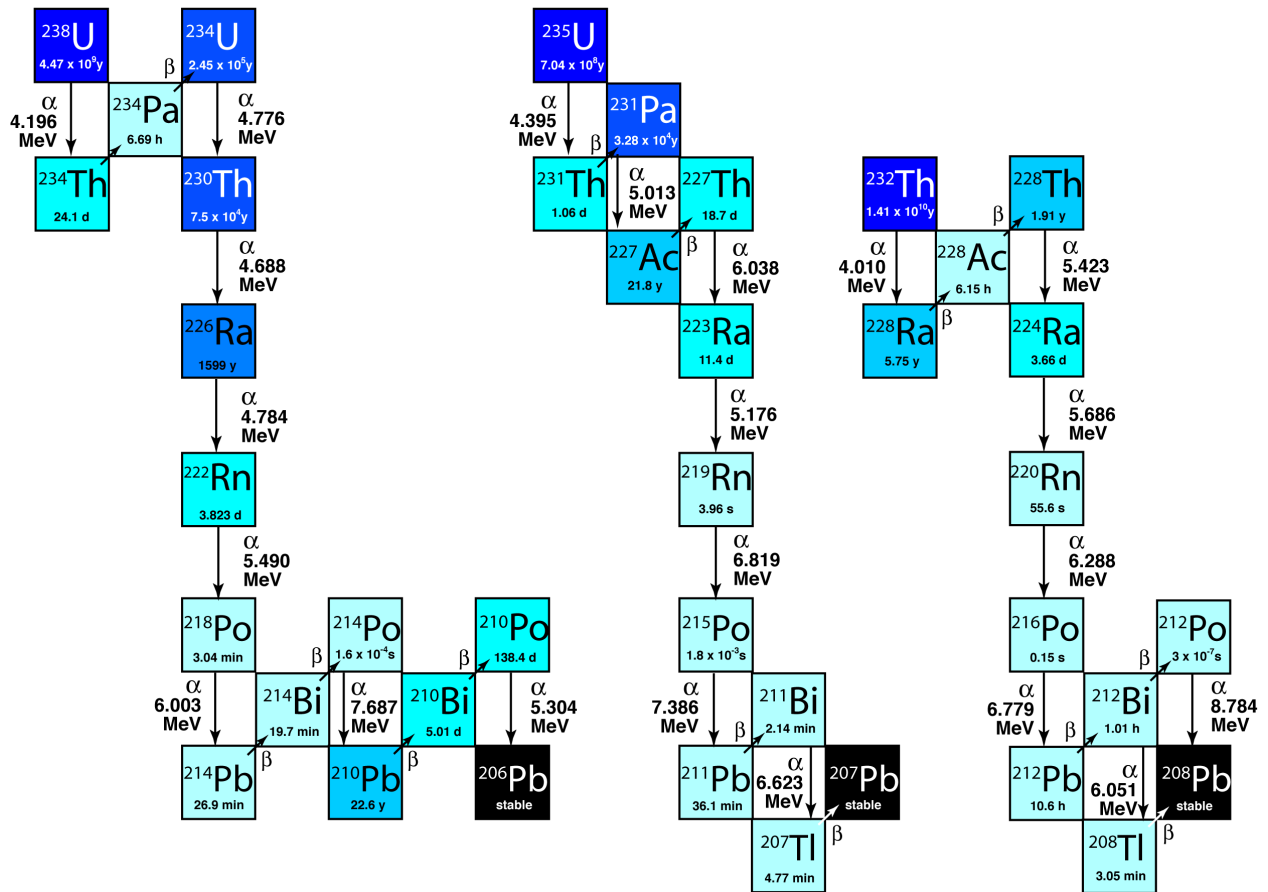 ²³⁸U
4.47 x 10⁹y
²³⁴U
2.45 x 10⁵y
β
α
4.196
MeV
²³⁴Pa
6.69 h
α
4.776
MeV
²³⁴Th
24.1 d
²³⁰Th
7.5 x 10⁴y
α
4.688
MeV
²²⁶Ra
1599 y
α
4.784
MeV
²²²Rn
3.823 d
α
5.490
MeV
²¹⁸Po
3.04 min
²¹⁴Po
1.6 x 10⁻⁴s
²¹⁰Po
138.4 d
β
β
α
6.003
MeV
²¹⁴Bi
19.7 min
α
7.687
MeV
²¹⁰Bi
5.01 d
α
5.304
MeV
²¹⁴Pb
26.9 min
β
²¹⁰Pb
22.6 y
β
²⁰⁶Pb
stable
²³⁵U
7.04 x 10⁸y
α
4.395
MeV
²³¹Pa
3.28 x 10⁴y
β
²³¹Th
1.06 d
α
5.013
MeV
²²⁷Th
18.7 d
²²⁷Ac
21.8 y
β
α
6.038
MeV
²²³Ra
11.4 d
α
5.176
MeV
²¹⁹Rn
3.96 s
α
6.819
MeV
²¹⁵Po
1.8 x 10⁻³s
α
7.386
MeV
²¹¹Bi
2.14 min
β
²¹¹Pb
36.1 min
α
6.623
MeV
²⁰⁷Pb
stable
²⁰⁷Tl
4.77 min
β
²³²Th
1.41 x 10¹⁰y
²²⁸Th
1.91 y
β
α
4.010
MeV
²²⁸Ac
6.15 h
α
5.423
MeV
²²⁸Ra
5.75 y
β
²²⁴Ra
3.66 d
α
5.686
MeV
²²⁰Rn
55.6 s
α
6.288
MeV
²¹⁶Po
0.15 s
²¹²Po
3 x 10⁻⁷s
β
α
6.779
MeV
²¹²Bi
1.01 h
α
8.784
MeV
β
²¹²Pb
10.6 h
α
6.051
MeV
²⁰⁸Pb
stable
²⁰⁸Tl
3.05 min
β